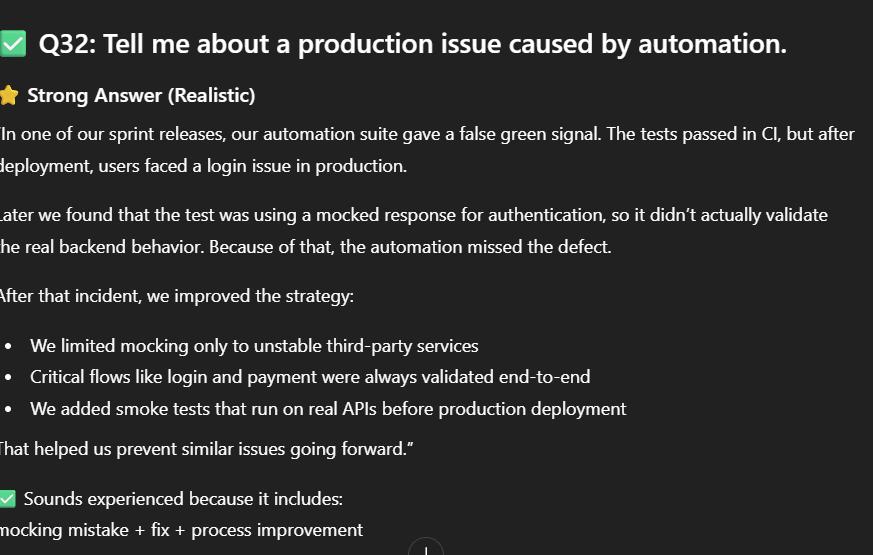 ✅ Q32: Tell me about a production issue caused by automation.
⭐ Strong Answer (Realistic)
"In one of our sprint releases, our automation suite gave a false green signal. The tests passed in CI, but after
deployment, users faced a login issue in production.
Later we found that the test was using a mocked response for authentication, so it didn't actually validate
the real backend behavior. Because of that, the automation missed the defect.
After that incident, we improved the strategy:
• We limited mocking only to unstable third-party services
• Critical flows like login and payment were always validated end-to-end
• We added smoke tests that run on real APIs before production deployment
That helped us prevent similar issues going forward.”
✅ Sounds experienced because it includes:
mocking mistake + fix + process improvement